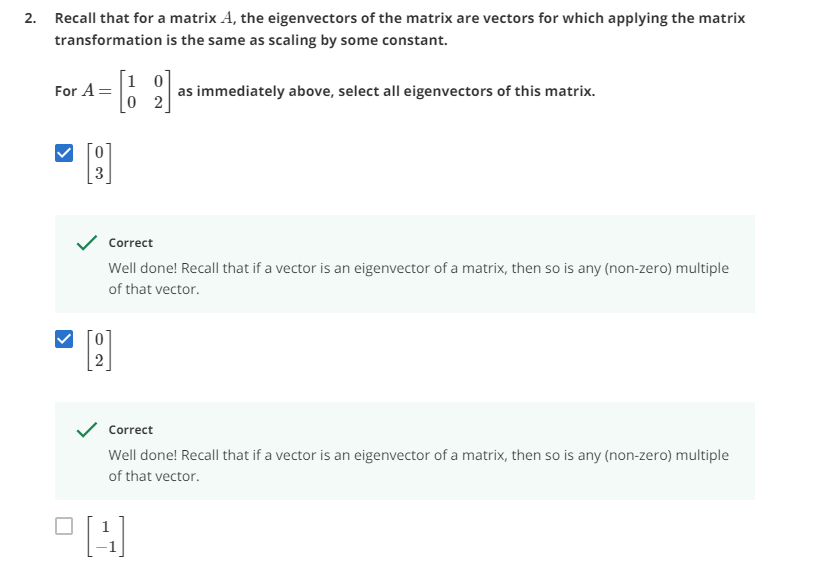 2. Recall that for a matrix A, the eigenvectors of the matrix are vectors for which applying the matrix
transformation is the same as scaling by some constant.
For A = [1 0
0 2] as immediately above, select all eigenvectors of this matrix.
[0
3]
Correct
Well done! Recall that if a vector is an eigenvector of a matrix, then so is any (non-zero) multiple
of that vector.
[0
2]
Correct
Well done! Recall that if a vector is an eigenvector of a matrix, then so is any (non-zero) multiple
of that vector.
[1
−1]